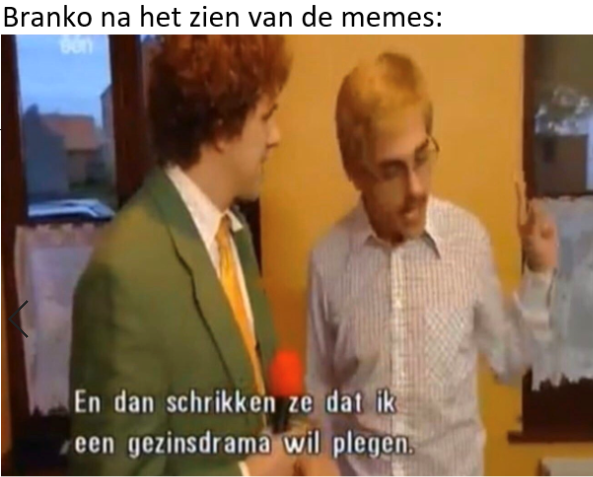 Branko na het zien van de memes:
één
En dan schrikken ze dat ik
een gezinsdrama wil plegen.